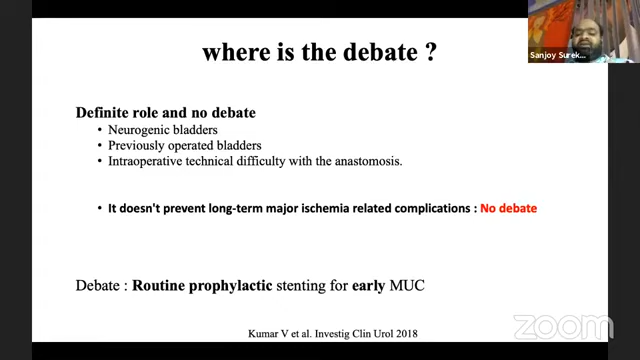 where is the debate ?
Sanjoy Surek...
Definite role and no debate
• Neurogenic bladders
• Previously operated bladders
• Intraoperative technical difficulty with the anastomosis.
• It doesn't prevent long-term major ischemia related complications : No debate
Debate : Routine prophylactic stenting for early MUC
Kumar V et al. Investig Clin Urol 2018
zoom